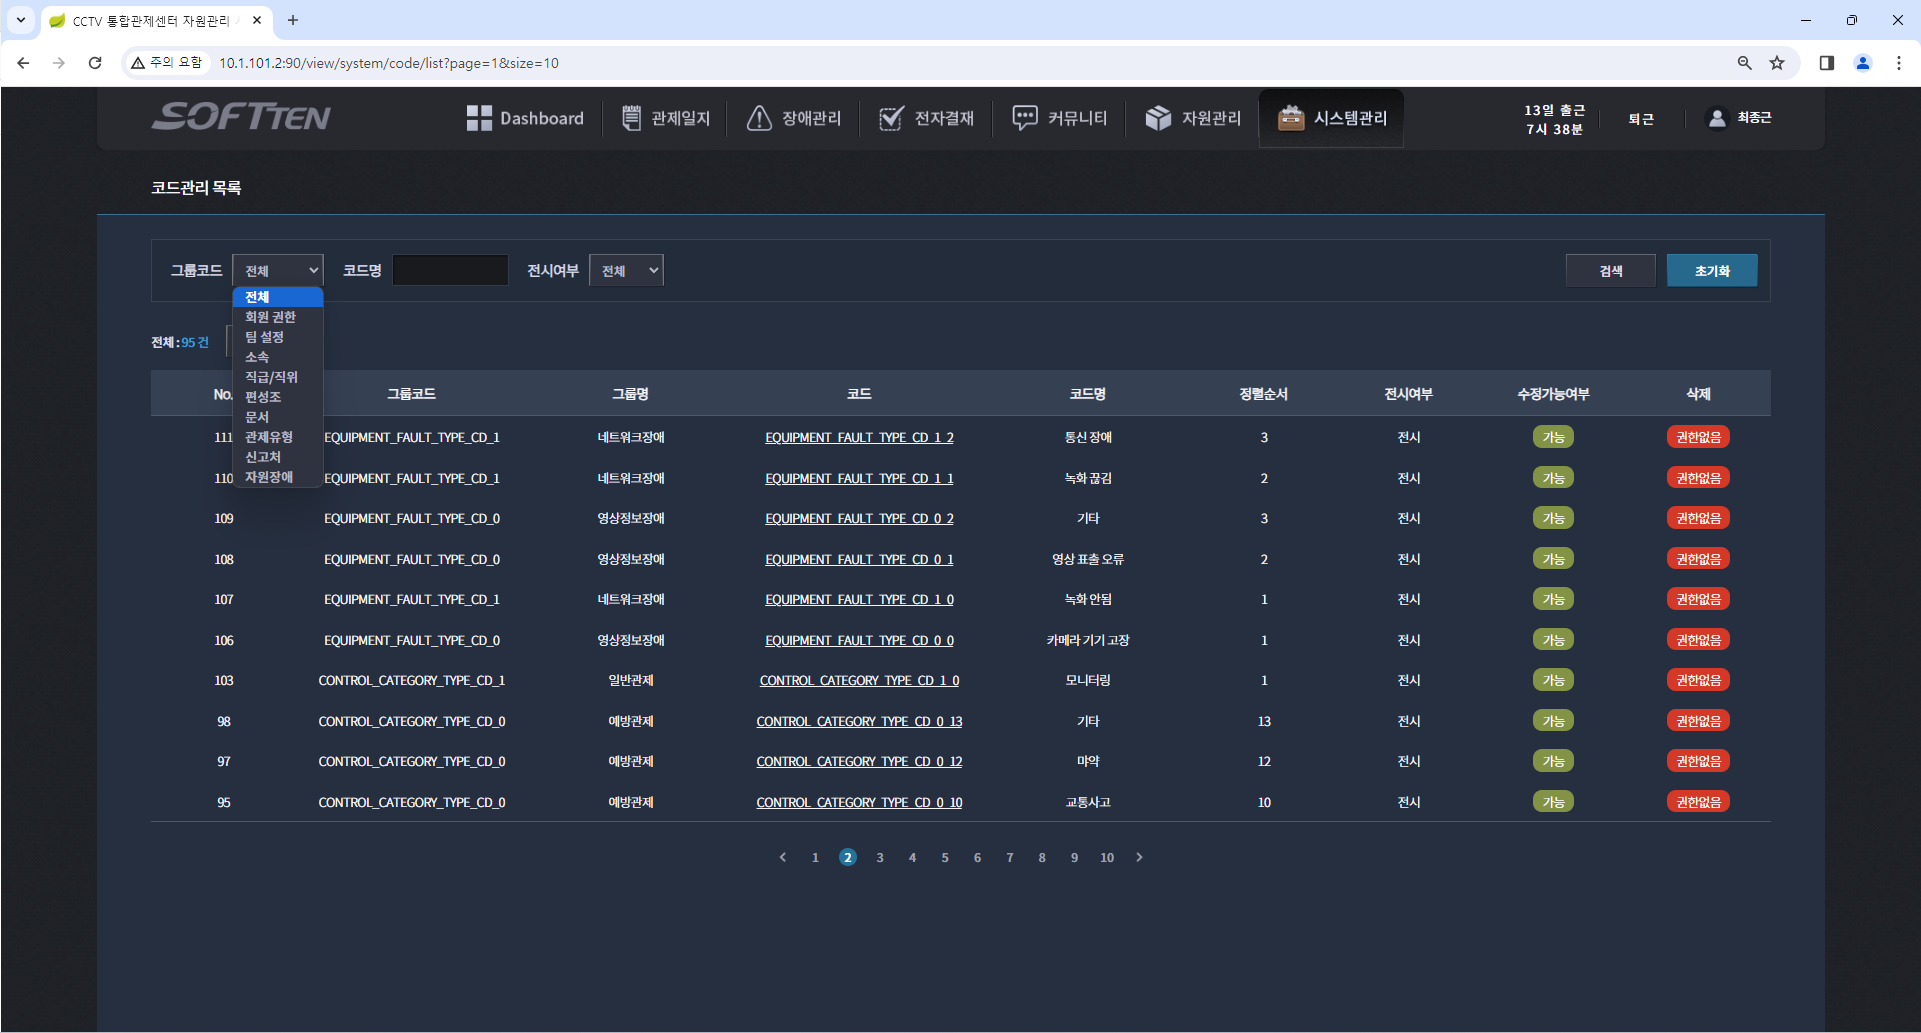 CCTV 통합관제센터 자원관리
주의 요함 10.1.101.2:90/view/system/code/list?page=1&size=10
SOFTTEN Dashboard 관제일지 장애관리 전자결재 커뮤니티 자원관리 시스템관리 13일 출근 7시 38분 퇴근 최종근
코드관리 목록
그룹코드 전체 코드명 전시여부 전체 검색 초기화
전체
회원 권한
팀 설정
소속
직급/직위
편성조
문서
관제유형
신고처
자원장애
전체 : 95 건
No. 그룹코드 그룹명 코드 코드명 정렬순서 전시여부 수정가능여부 삭제
111 EQUIPMENT_FAULT_TYPE_CD_1 네트워크장애 EQUIPMENT_FAULT_TYPE_CD_1_2 통신 장애 3 전시 가능 권한없음
110 EQUIPMENT_FAULT_TYPE_CD_1 네트워크장애 EQUIPMENT_FAULT_TYPE_CD_1_1 녹화 끊김 2 전시 가능 권한없음
109 EQUIPMENT_FAULT_TYPE_CD_0 영상정보장애 EQUIPMENT_FAULT_TYPE_CD_0_2 기타 3 전시 가능 권한없음
108 EQUIPMENT_FAULT_TYPE_CD_0 영상정보장애 EQUIPMENT_FAULT_TYPE_CD_0_1 영상 표출 오류 2 전시 가능 권한없음
107 EQUIPMENT_FAULT_TYPE_CD_1 네트워크장애 EQUIPMENT_FAULT_TYPE_CD_1_0 녹화 안됨 1 전시 가능 권한없음
106 EQUIPMENT_FAULT_TYPE_CD_0 영상정보장애 EQUIPMENT_FAULT_TYPE_CD_0_0 카메라 기기 고장 1 전시 가능 권한없음
103 CONTROL_CATEGORY_TYPE_CD_1 일반관제 CONTROL_CATEGORY_TYPE_CD_1_0 모니터링 1 전시 가능 권한없음
98 CONTROL_CATEGORY_TYPE_CD_0 예방관제 CONTROL_CATEGORY_TYPE_CD_0_13 기타 13 전시 가능 권한없음
97 CONTROL_CATEGORY_TYPE_CD_0 예방관제 CONTROL_CATEGORY_TYPE_CD_0_12 마약 12 전시 가능 권한없음
95 CONTROL_CATEGORY_TYPE_CD_0 예방관제 CONTROL_CATEGORY_TYPE_CD_0_10 교통사고 10 전시 가능 권한없음
1 2 3 4 5 6 7 8 9 10